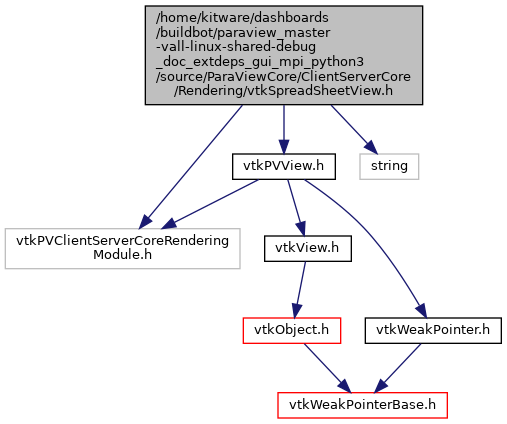 /home/kitware/dashboards
/buildbot/paraview_master
-vall-linux-shared-debug
_doc_extdeps_gui_mpi_python3
/source/ParaViewCore/ClientServerCore
/Rendering/vtkSpreadSheetView.h
vtkPVView.h
string
vtkPVClientServerCoreRendering
Module.h
vtkView.h
vtkObject.h
vtkWeakPointer.h
vtkWeakPointerBase.h